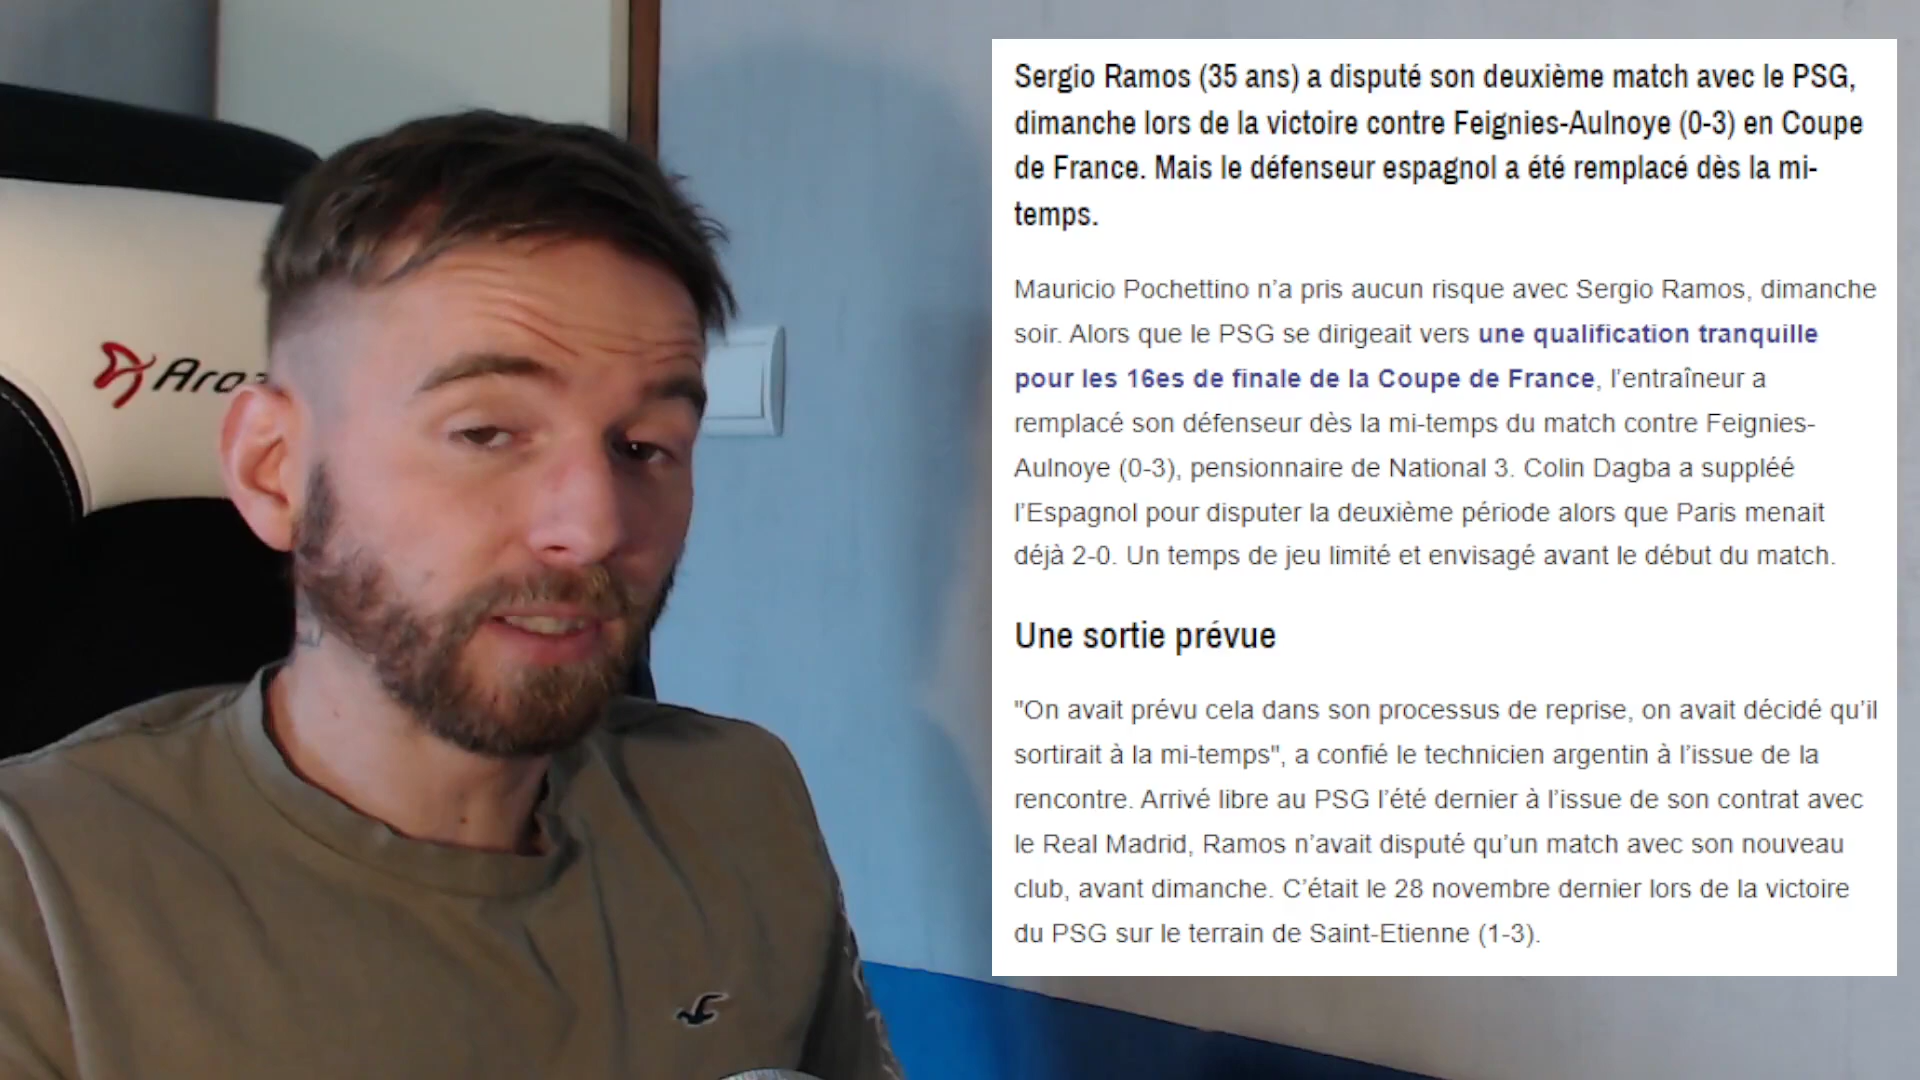 Aro
Sergio Ramos (35 ans) a disputé son deuxième match avec le PSG,
dimanche lors de la victoire contre Feignies-Aulnoye (0-3) en Coupe
de France. Mais le défenseur espagnol a été remplacé dès la mi-
temps.
Mauricio Pochettino n’a pris aucun risque avec Sergio Ramos, dimanche
soir. Alors que le PSG se dirigeait vers une qualification tranquille
pour les 16es de finale de la Coupe de France, l’entraîneur a
remplacé son défenseur dès la mi-temps du match contre Feignies-
Aulnoye (0-3), pensionnaire de National 3. Colin Dagba a suppléé
l’Espagnol pour disputer la deuxième période alors que Paris menait
déjà 2-0. Un temps de jeu limité et envisagé avant le début du match.
Une sortie prévue
"On avait prévu cela dans son processus de reprise, on avait décidé qu’il
sortirait à la mi-temps", a confié le technicien argentin à l’issue de la
rencontre. Arrivé libre au PSG l’été dernier à l’issue de son contrat avec
le Real Madrid, Ramos n’avait disputé qu’un match avec son nouveau
club, avant dimanche. C’était le 28 novembre dernier lors de la victoire
du PSG sur le terrain de Saint-Etienne (1-3).